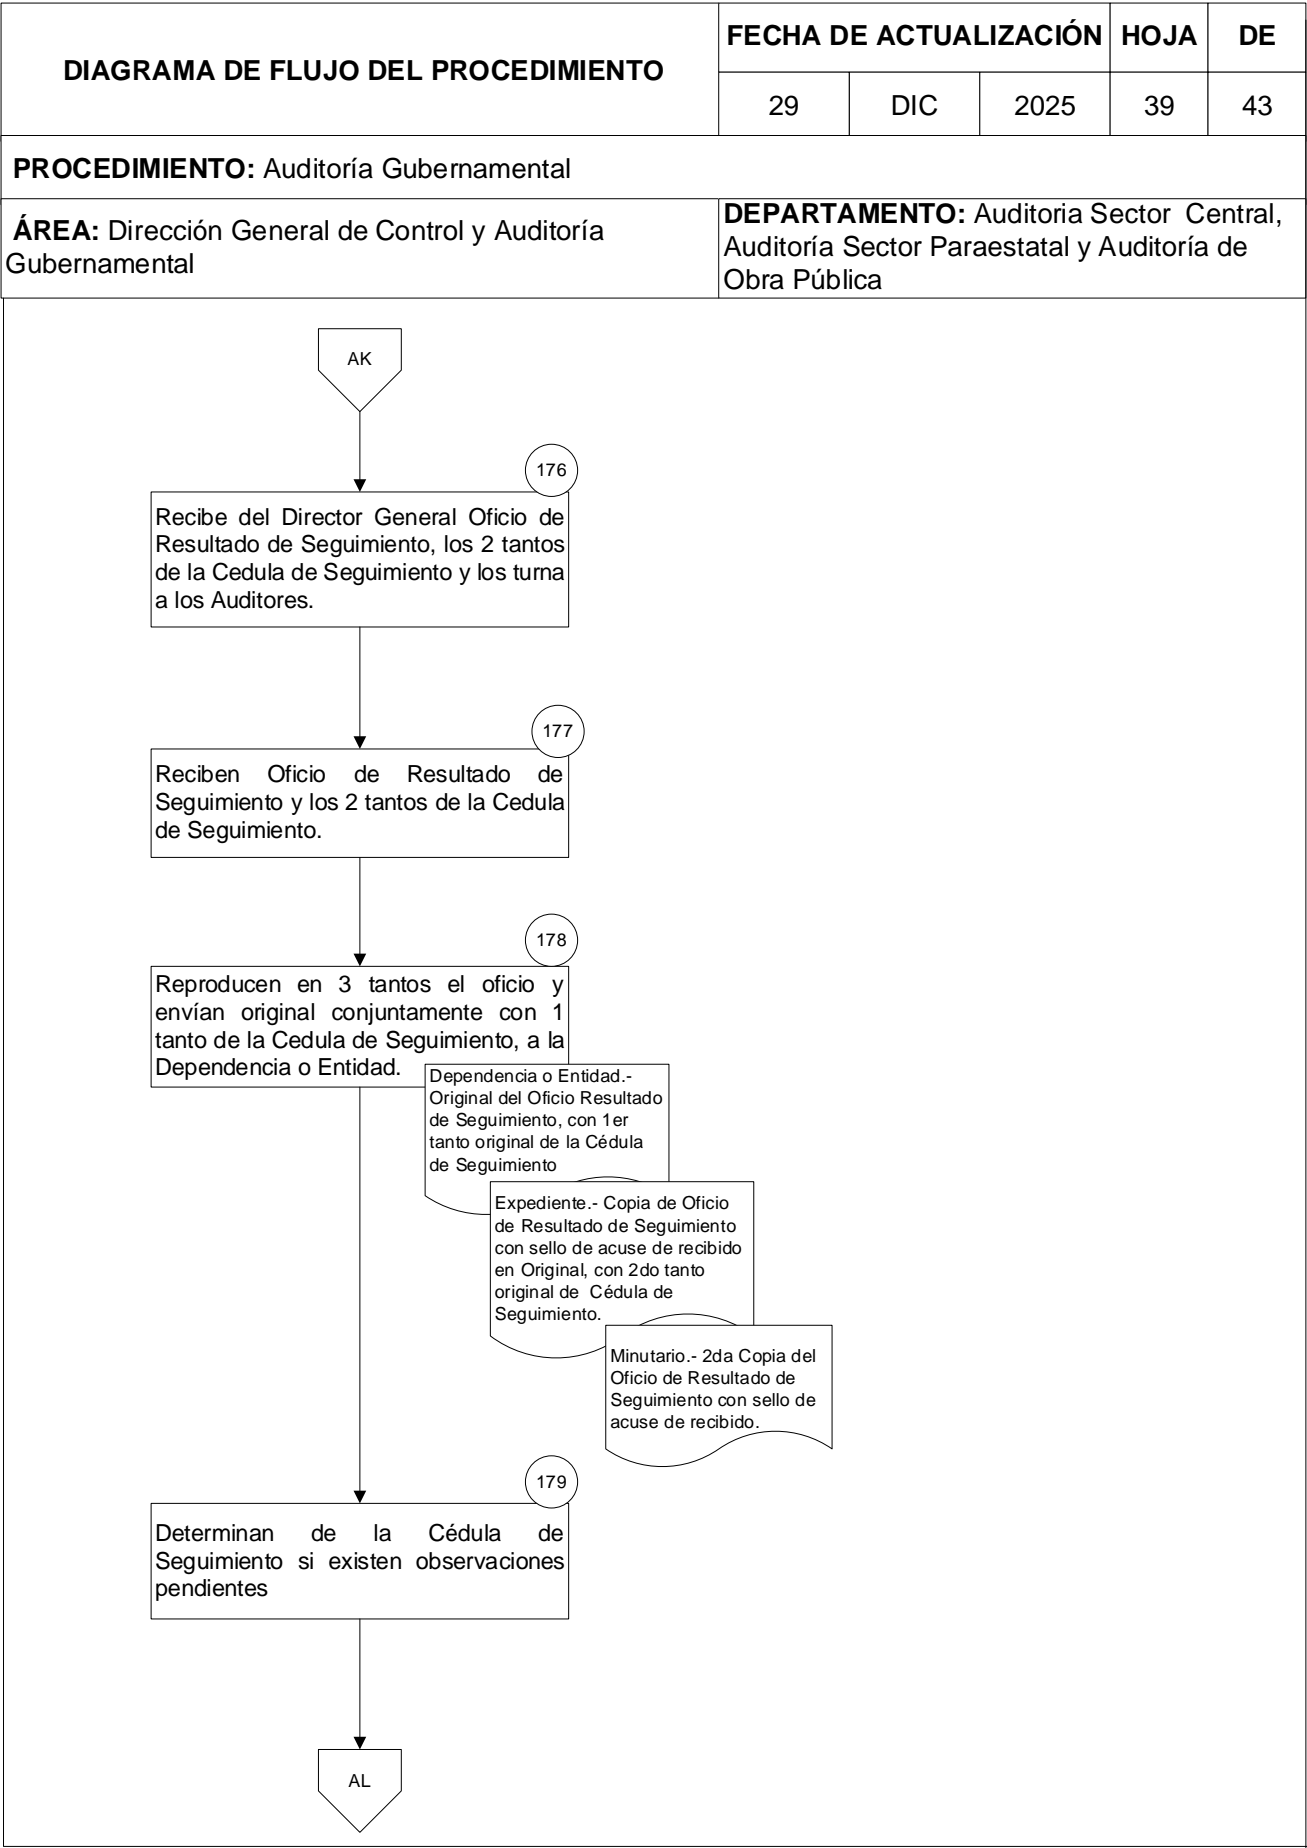 DIAGRAMA DE FLUJO DEL PROCEDIMIENTO
FECHA DE ACTUALIZACIÓN
HOJA
DE
29
DIC
2025
39
43
PROCEDIMIENTO: Auditoría Gubernamental
ÁREA: Dirección General de Control y Auditoría
Gubernamental
DEPARTAMENTO: Auditoria Sector Central,
Auditoría Sector Paraestatal y Auditoría de
Obra Pública
AK
176
Recibe del Director General Oficio de
Resultado de Seguimiento, los 2 tantos
de la Cedula de Seguimiento y los turna
a los Auditores.
177
Reciben Oficio de Resultado de
Seguimiento y los 2 tantos de la Cedula
de Seguimiento.
178
Reproducen en 3 tantos el oficio y
envían original conjuntamente con 1
tanto de la Cedula de Seguimiento, a la
Dependencia o Entidad.
Dependencia o Entidad.-
Original del Oficio Resultado
de Seguimiento, con 1er
tanto original de la Cédula
de Seguimiento
Expediente.- Copia de Oficio
de Resultado de Seguimiento
con sello de acuse de recibido
en Original, con 2do tanto
original de Cédula de
Seguimiento.
Minutario.- 2da Copia del
Oficio de Resultado de
Seguimiento con sello de
acuse de recibido.
179
Determinan de la Cédula de
Seguimiento si existen observaciones
pendientes
AL